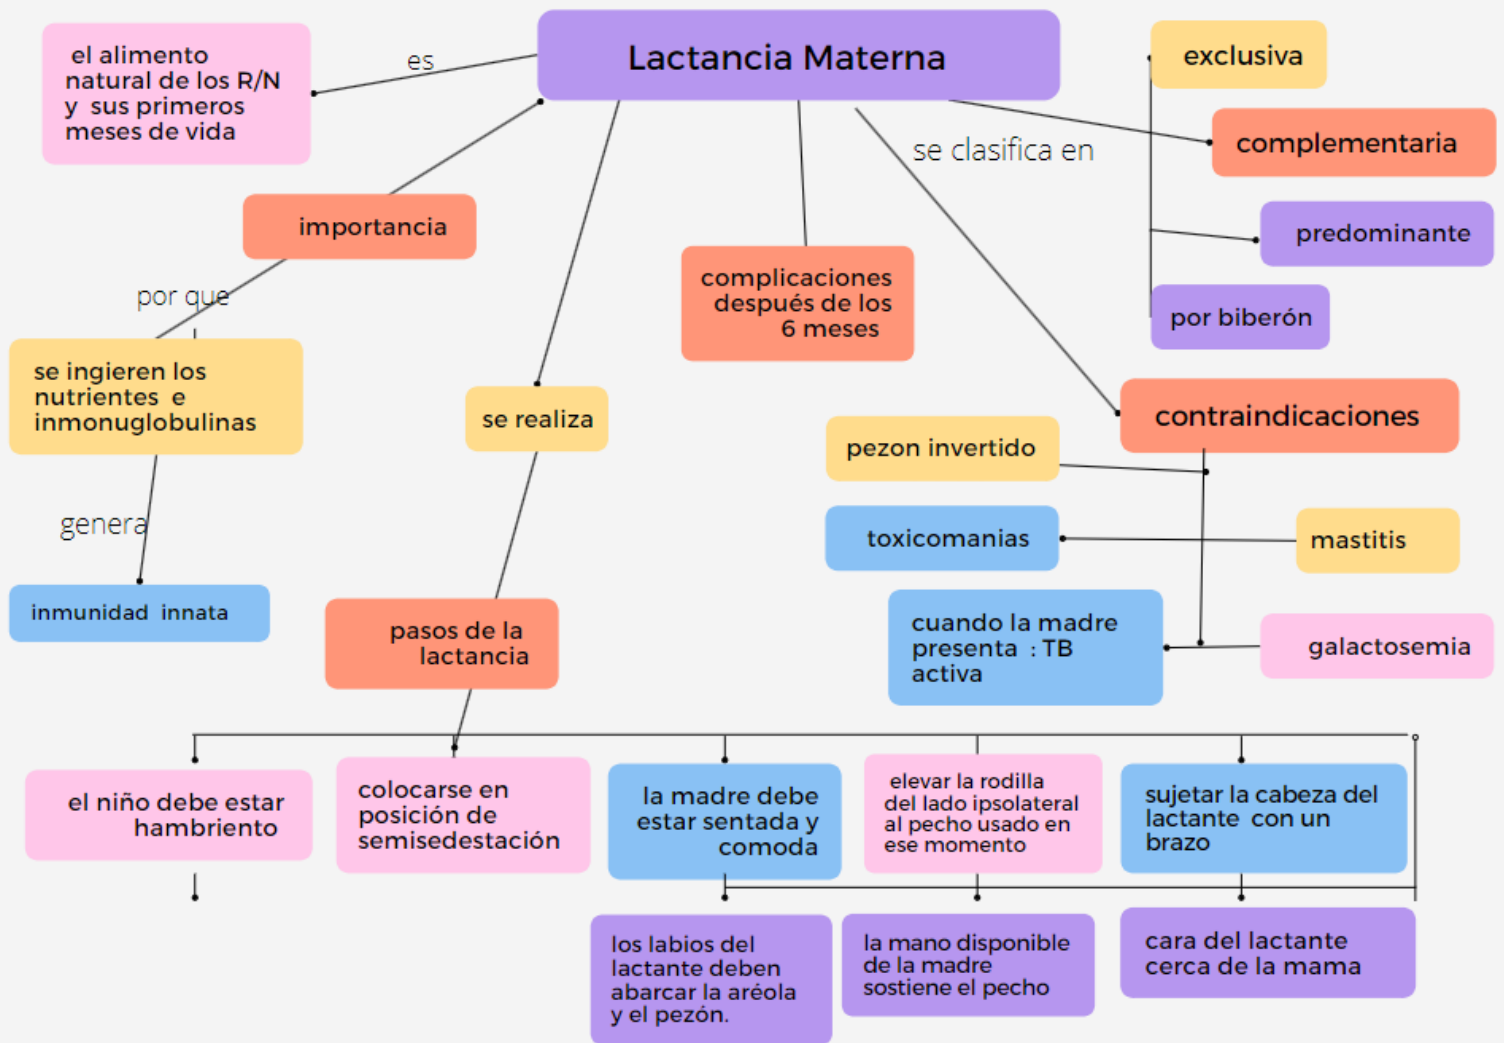 Lactancia Materna
es
el alimento
natural de los R/N
y sus primeros
meses de vida
importancia
por que
se ingieren los
nutrientes e
inmonuglobulinas
genera
inmunidad innata
se realiza
pasos de la
lactancia
complicaciones
después de los
6 meses
se clasifica en
exclusiva
complementaria
predominante
por biberón
contraindicaciones
pezon invertido
toxicomanias
mastitis
cuando la madre
presenta : TB
activa
galactosemia
el niño debe estar
hambriento
colocarse en
posición de
semisedestación
la madre debe
estar sentada y
comoda
elevar la rodilla
del lado ipsolateral
al pecho usado en
ese momento
sujetar la cabeza del
lactante con un
brazo
los labios del
lactante deben
abarcar la aréola
y el pezón.
la mano disponible
de la madre
sostiene el pecho
cara del lactante
cerca de la mama